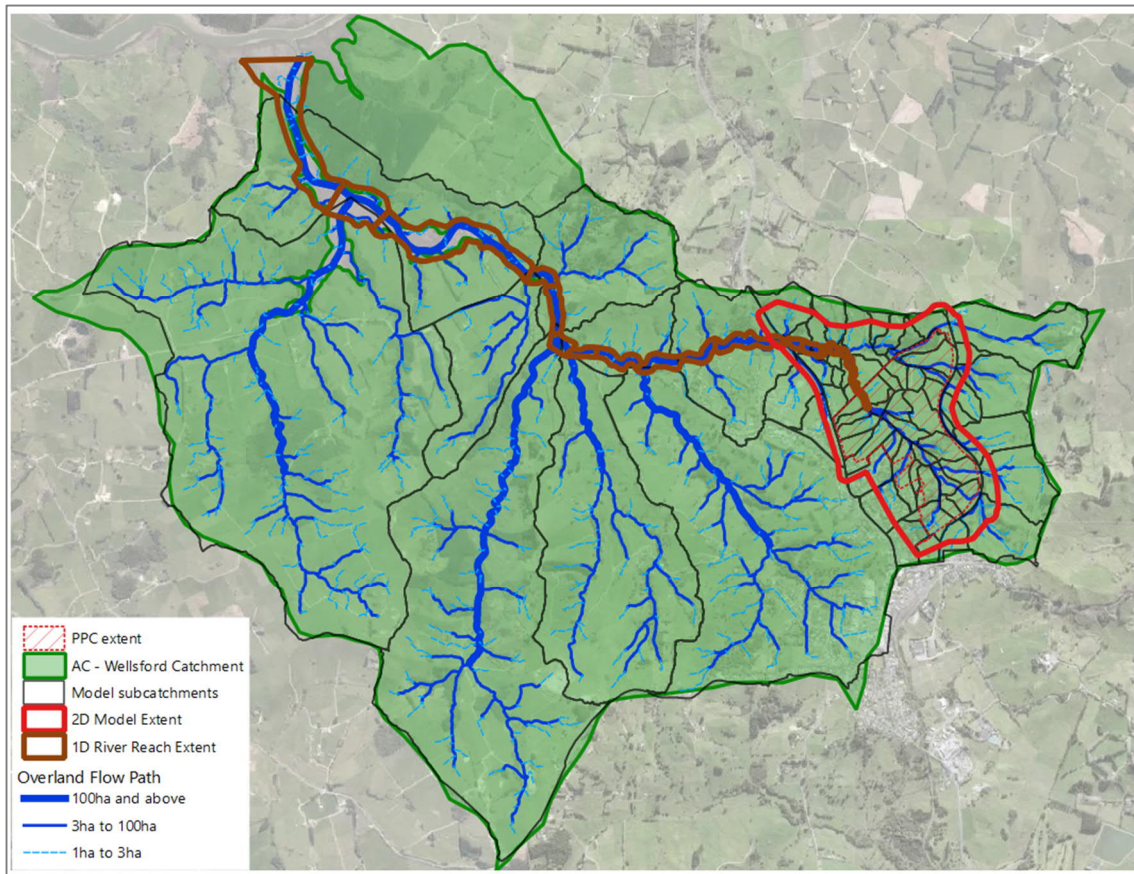 PPC extent
AC - Wellsford Catchment
Model subcatchments
2D Model Extent
1D River Reach Extent
Overland Flow Path
100ha and above
3ha to 100ha
1ha to 3ha